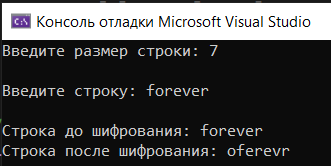 Консоль отладки Microsoft Visual Studio
Введите размер строки: 7
Введите строку: forever
Строка до шифрования: forever
Строка после шифрования: oferevr